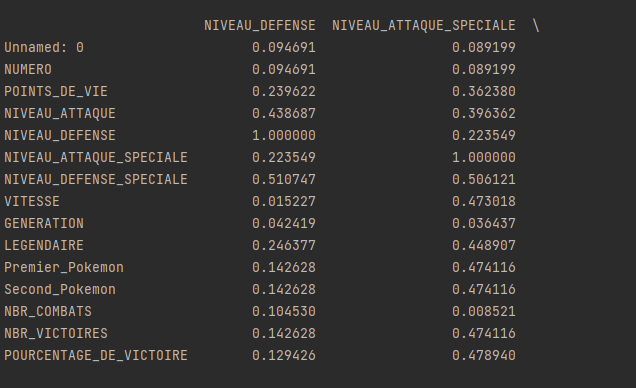 NIVEAU_DEFENSE  NIVEAU_ATTAQUE_SPECIALE  \
Unnamed: 0                     0.094691                 0.089199
NUMERO                         0.094691                 0.089199
POINTS_DE_VIE                  0.239622                 0.362380
NIVEAU_ATTAQUE                 0.438687                 0.396362
NIVEAU_DEFENSE                 1.000000                 0.223549
NIVEAU_ATTAQUE_SPECIALE        0.223549                 1.000000
NIVEAU_DEFENSE_SPECIALE        0.510747                 0.506121
VITESSE                        0.015227                 0.473018
GENERATION                     0.042419                 0.036437
LEGENDAIRE                     0.246377                 0.448907
Premier_Pokemon                0.142628                 0.474116
Second_Pokemon                 0.142628                 0.474116
NBR_COMBATS                    0.104530                 0.008521
NBR_VICTOIRES                  0.142628                 0.474116
POURCENTAGE_DE_VICTOIRE        0.129426                 0.478940